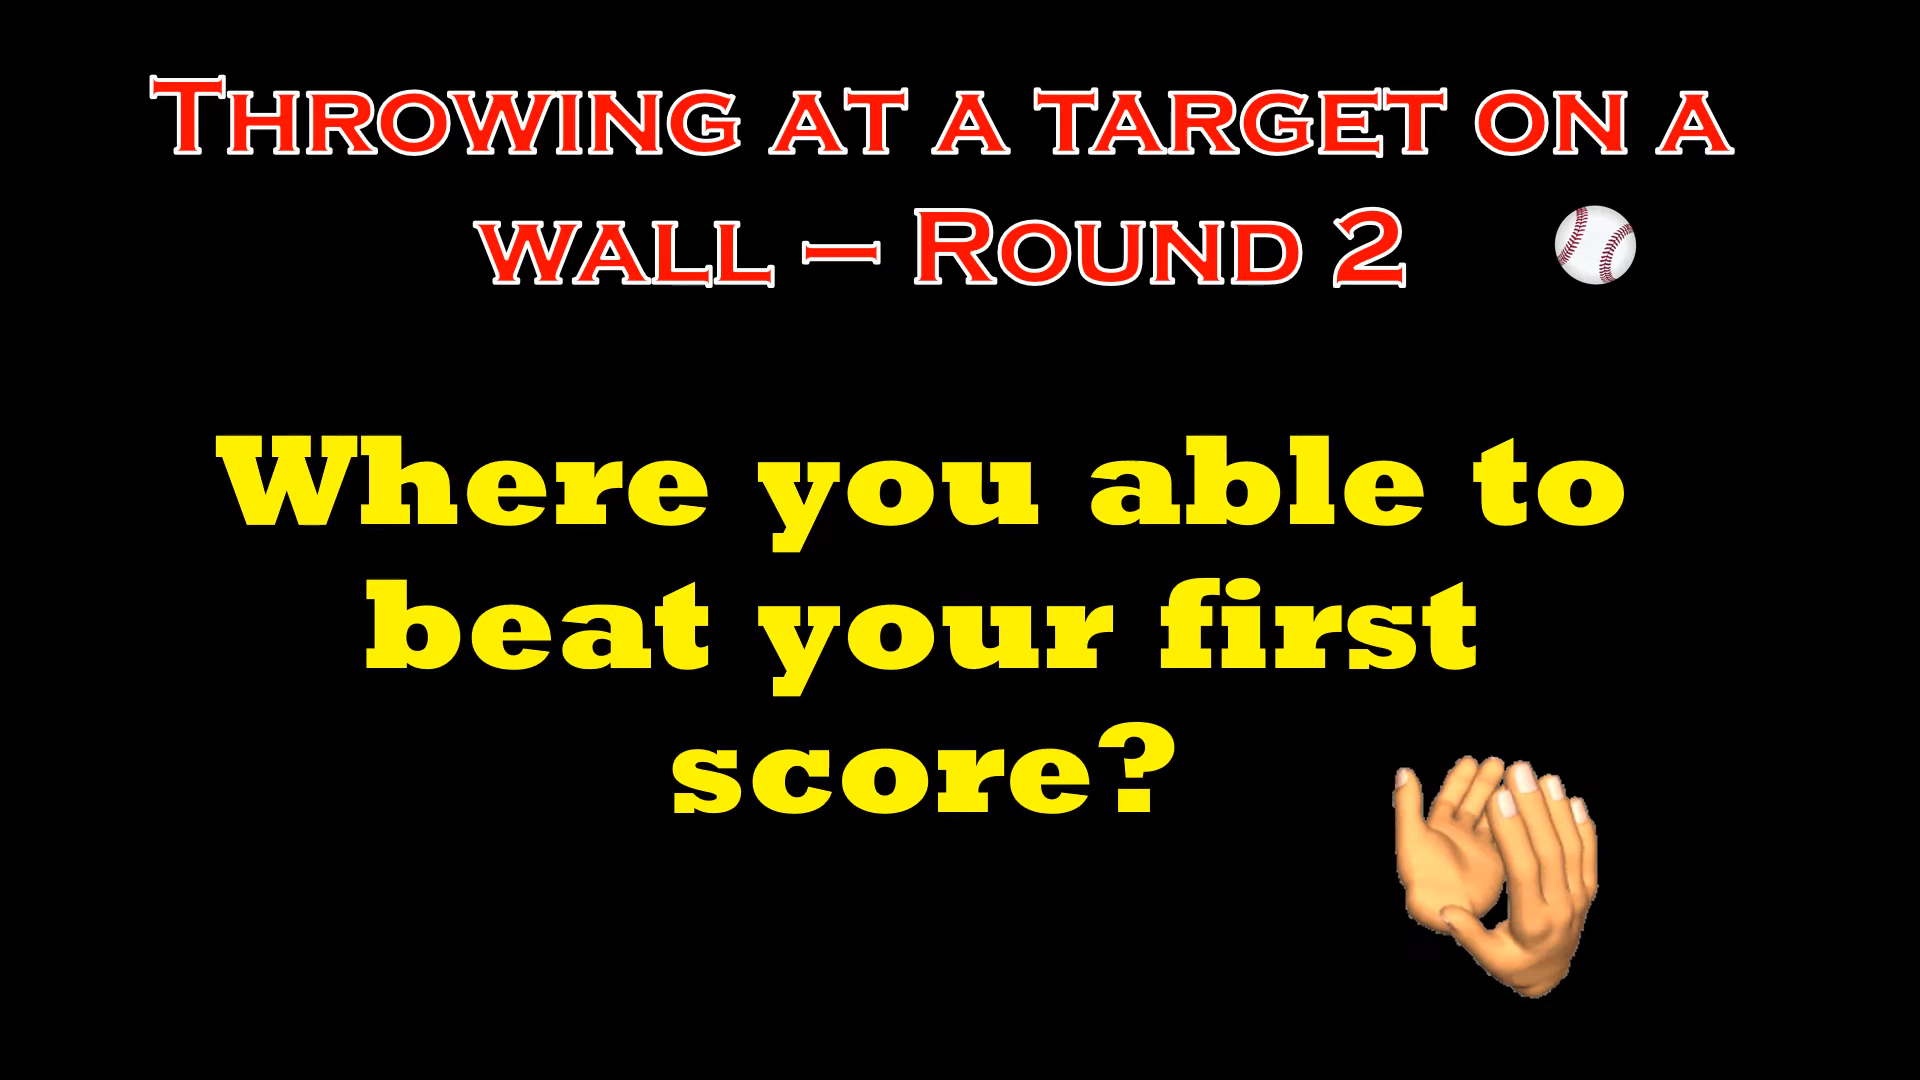 Throwing at a target on a
wall – Round 2
Where you able to
beat your first
score?